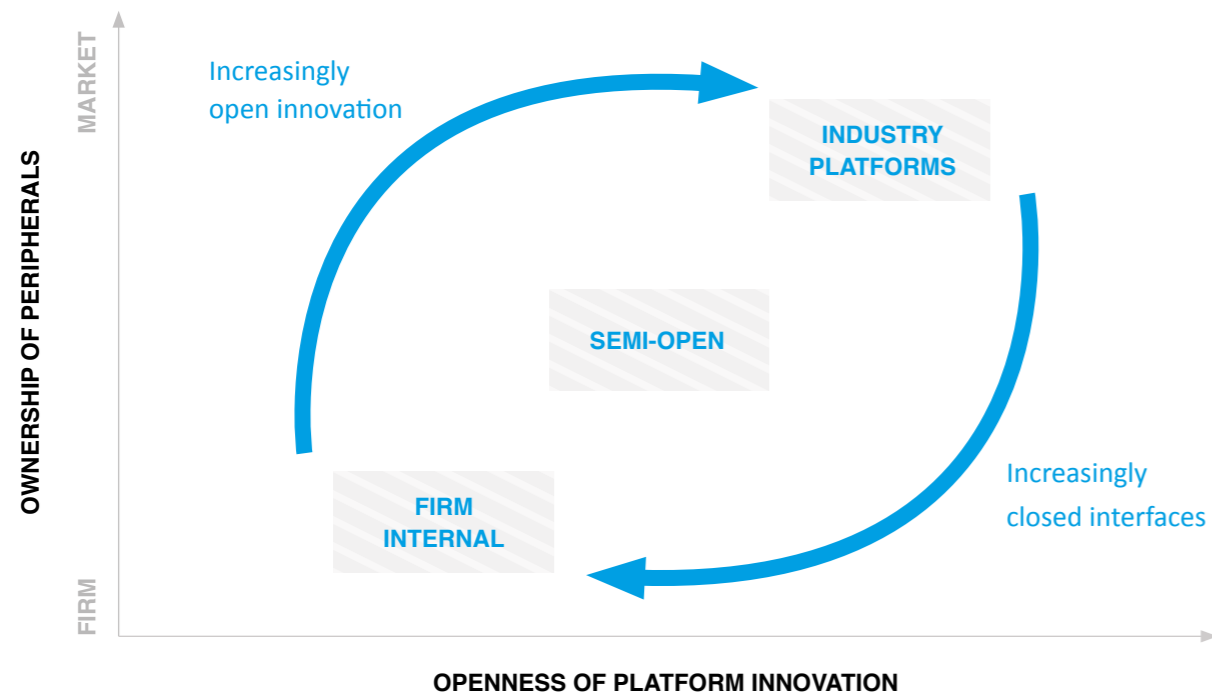 MARKET
Increasingly
open innovation
INDUSTRY
PLATFORMS
OWNERSHIP OF PERIPHERALS
SEMI-OPEN
Increasingly
closed interfaces
FIRM
INTERNAL
FIRM
OPENNESS OF PLATFORM INNOVATION